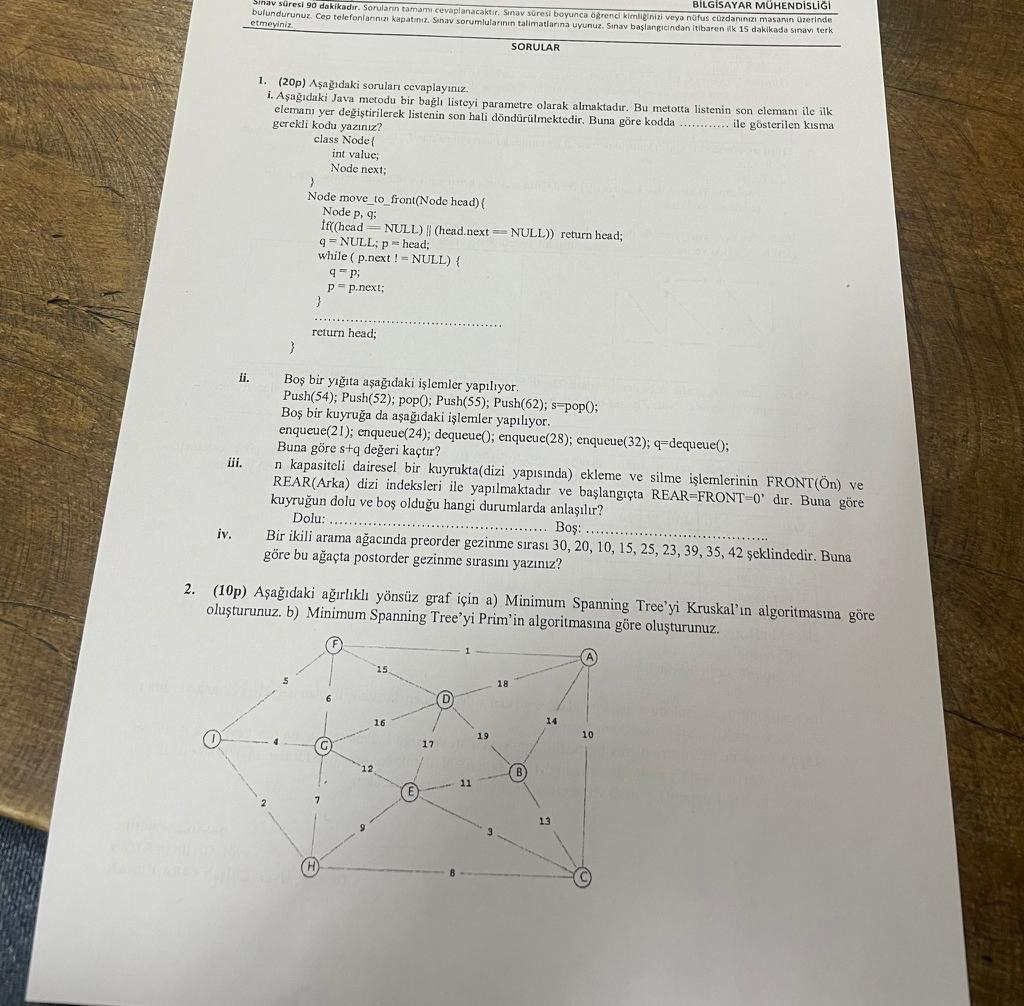 BİLGİSAYAR MÜHENDİSLİĞİ
Sınav süresi 90 dakikadır. Soruların tamamı cevaplanacaktır. Sınav süresi boyunca öğrenci kimliğinizi veya nüfus cüzdanınızı masanın üzerinde
bulundurunuz. Cep telefonlarınızı kapatınız. Sınav sorumlularının talimatlarına uyunuz. Sınav başlangıcından itibaren ilk 15 dakikada sınavı terk
etmeyiniz.
SORULAR
1. (20p) Aşağıdaki soruları cevaplayınız.
i. Aşağıdaki Java metodu bir bağlı listeyi parametre olarak almaktadır. Bu metotta listenin son elemanı ile ilk
elemanı yer değiştirilerek listenin son hali döndürülmektedir. Buna göre kodda ............ ile gösterilen kısma
gerekli kodu yazınız?
class Node{
int value;
Node next;
}
Node move_to_front(Node head){
Node p, q;
İf((head == NULL) || (head.next == NULL)) return head;
q = NULL; p = head;
while ( p.next ! = NULL) {
q = p;
p = p.next;
}
..........................................
return head;
}
ii. Boş bir yığıta aşağıdaki işlemler yapılıyor.
Push(54); Push(52); pop(); Push(55); Push(62); s=pop();
Boş bir kuyruğa da aşağıdaki işlemler yapılıyor.
enqueue(21); enqueue(24); dequeue(); enqueue(28); enqueue(32); q=dequeue();
Buna göre s+q değeri kaçtır?
iii. n kapasiteli dairesel bir kuyrukta(dizi yapısında) ekleme ve silme işlemlerinin FRONT(Ön) ve
REAR(Arka) dizi indeksleri ile yapılmaktadır ve başlangıçta REAR=FRONT=0' dır. Buna göre
kuyruğun dolu ve boş olduğu hangi durumlarda anlaşılır?
Dolu: ................................................ Boş: ........................................
iv. Bir ikili arama ağacında preorder gezinme sırası 30, 20, 10, 15, 25, 23, 39, 35, 42 şeklindedir. Buna
göre bu ağaçta postorder gezinme sırasını yazınız?
2. (10p) Aşağıdaki ağırlıklı yönsüz graf için a) Minimum Spanning Tree'yi Kruskal'ın algoritmasına göre
oluşturunuz. b) Minimum Spanning Tree'yi Prim'in algoritmasına göre oluşturunuz.
F
1
A
15
5
18
6
D
16
14
19
10
I
4
G
17
12
B
11
E
2
7
13
9
3
H
8
C